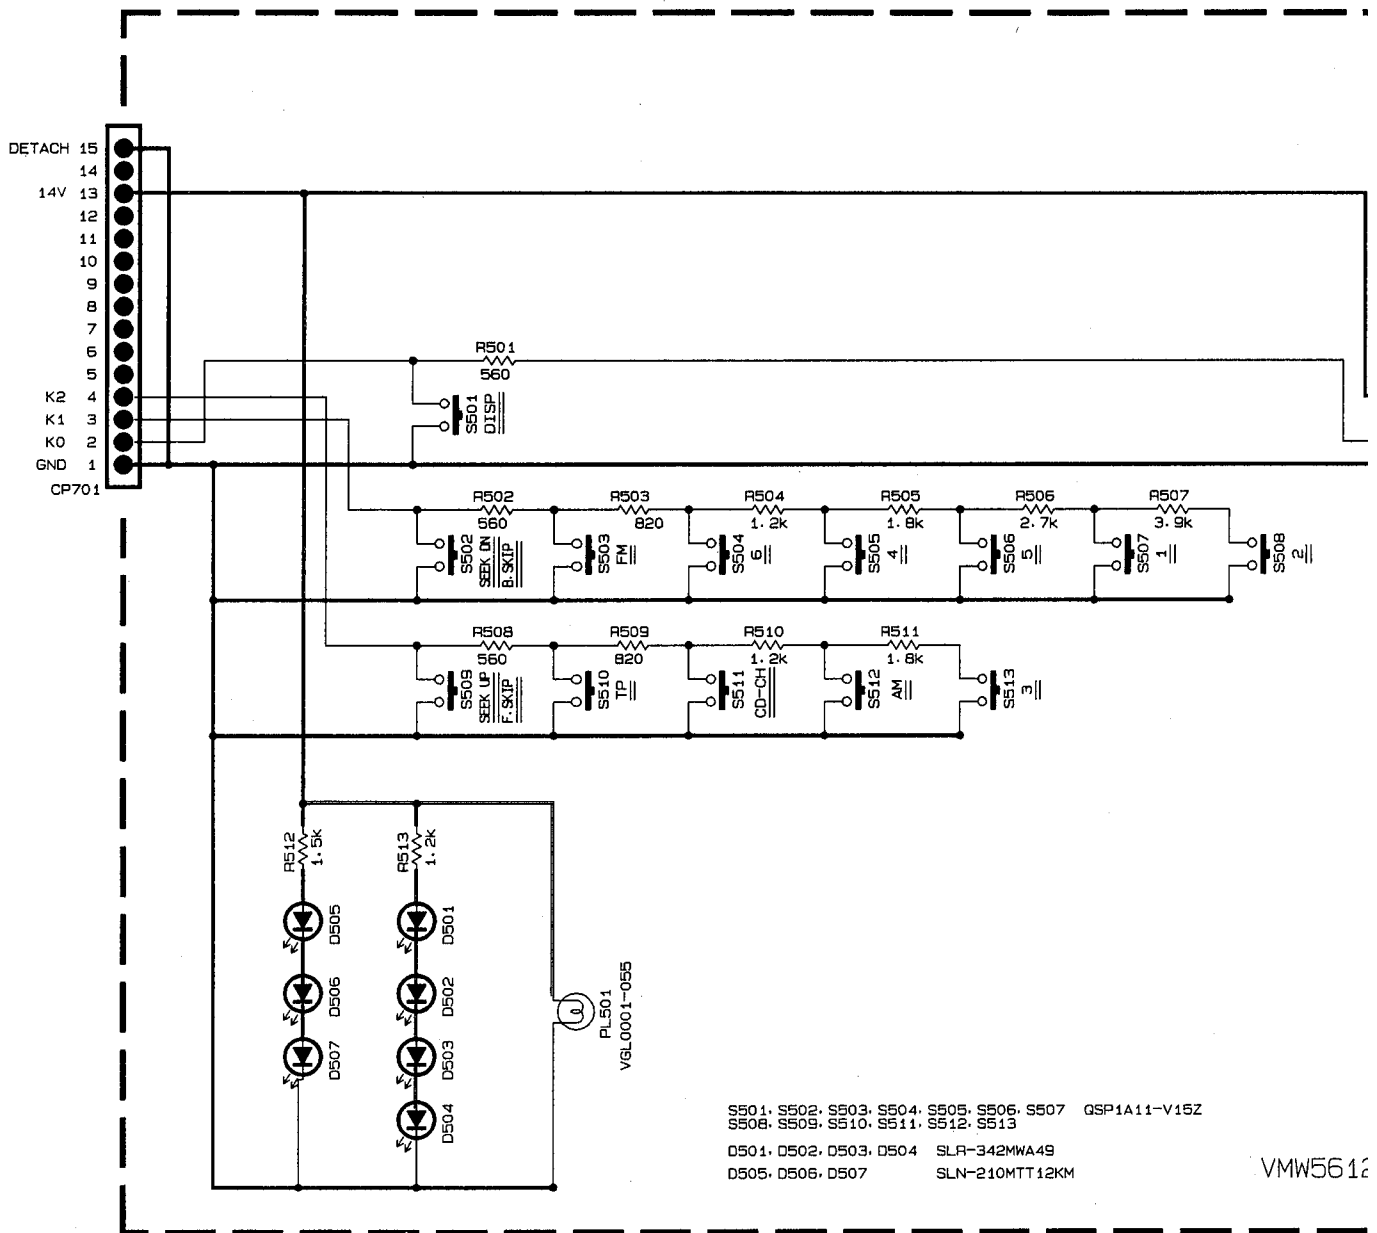 DETACH 15
14
14V 13
12
11
10
9
8
7
6
5
K2 4
K1 3
K0 2
GND 1
CP701
R501
560
S501
DISP
R502
560
R503
820
R504
1.2k
R505
1.8k
R506
2.7k
R507
3.9k
S502
SEEK DN
B.SKIP
S503
FM
S504
6
S505
4
S506
5
S507
1
S508
2
R508
560
R509
820
R510
1.2k
R511
1.8k
S509
SEEK UP
F.SKIP
S510
TP
S511
CD-CH
S512
AM
S513
3
R512
1.5k
R513
1.2k
D505
D501
D506
D502
D507
D503
D504
PL501
VGL0001-055
S501, S502, S503, S504, S505, S506, S507 QSP1A11-V15Z
S508, S509, S510, S511, S512, S513
D501, D502, D503, D504 SLR-342MWA49
D505, D506, D507 SLN-210MTT12KM
VMW5612